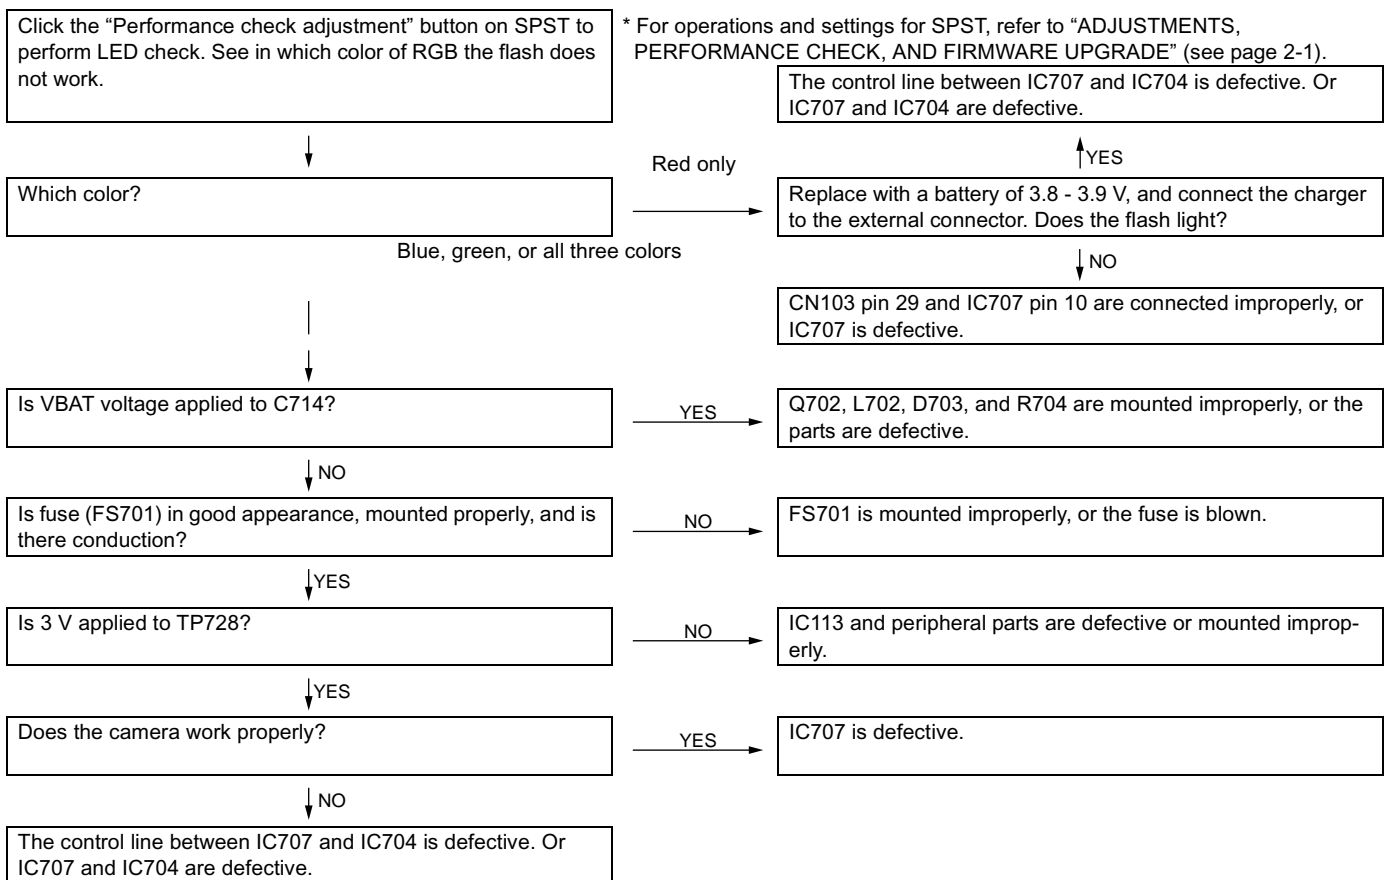 Click the “Performance check adjustment” button on SPST to
perform LED check. See in which color of RGB the flash does
not work.
* For operations and settings for SPST, refer to “ADJUSTMENTS,
PERFORMANCE CHECK, AND FIRMWARE UPGRADE” (see page 2-1).
The control line between IC707 and IC704 is defective. Or
IC707 and IC704 are defective.
YES
Red only
Which color?
Replace with a battery of 3.8 - 3.9 V, and connect the charger
to the external connector. Does the flash light?
Blue, green, or all three colors
NO
CN103 pin 29 and IC707 pin 10 are connected improperly, or
IC707 is defective.
Is VBAT voltage applied to C714?
YES
Q702, L702, D703, and R704 are mounted improperly, or the
parts are defective.
NO
Is fuse (FS701) in good appearance, mounted properly, and is
there conduction?
NO
FS701 is mounted improperly, or the fuse is blown.
YES
Is 3 V applied to TP728?
NO
IC113 and peripheral parts are defective or mounted improp-
erly.
YES
Does the camera work properly?
YES
IC707 is defective.
NO
The control line between IC707 and IC704 is defective. Or
IC707 and IC704 are defective.